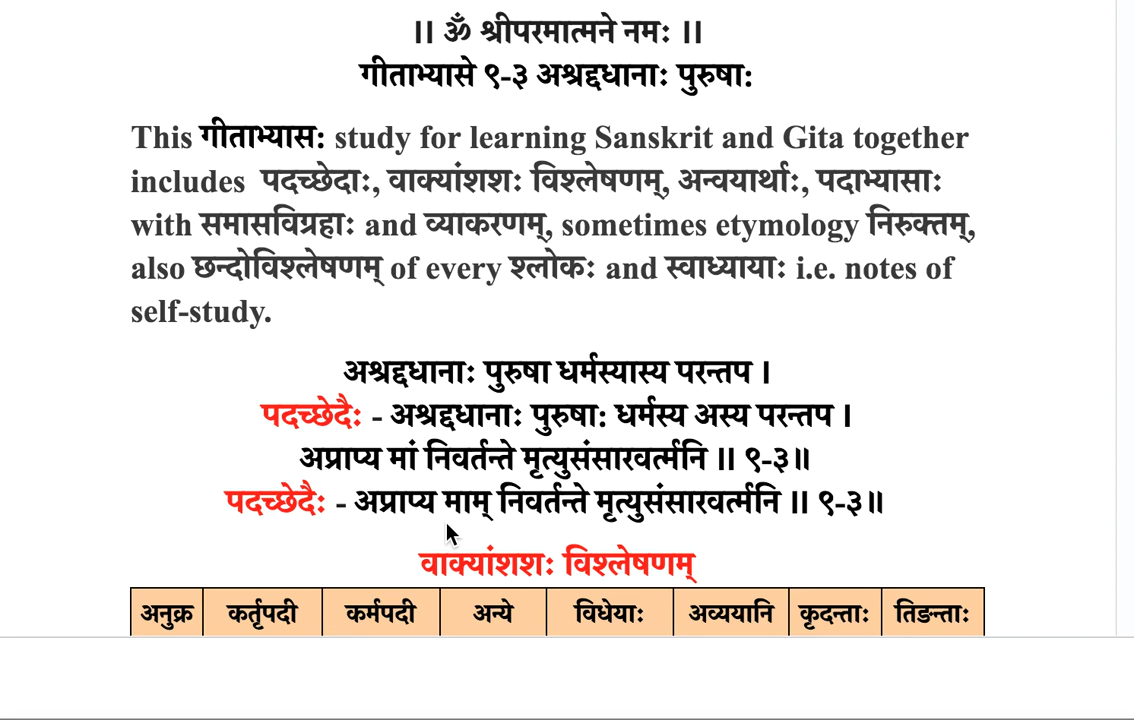 ।। ॐ श्रीपरमात्मने नमः ।।
गीताभ्यासे ९-३ अश्रद्दधानाः पुरुषा:
This गीताभ्यास: study for learning Sanskrit and Gita together
includes पदच्छेदाः, वाक्यांशशः विश्लेषणम्, अन्वयार्थाः, पदाभ्यासाः
with समासविग्रहाः and व्याकरणम्, sometimes etymology निरुक्तम्,
also छन्दोविश्लेषणम् of every श्लोकः and स्वाध्यायाः i.e. notes of
self-study.
अश्रद्दधानाः पुरुषा धर्मस्यास्य परन्तप ।
पदच्छेदैः - अश्रद्दधानाः पुरुषा: धर्मस्य अस्य परन्तप ।
अप्राप्य मां निवर्तन्ते मृत्युसंसारवर्त्मनि ।। ९-३॥
पदच्छेदैः - अप्राप्य माम् निवर्तन्ते मृत्युसंसारवर्त्मनि ।। ९-३॥
वाक्यांशशः विश्लेषणम्
अनुक्र कर्तृपदी कर्मपदी अन्ये विधेयाः अव्ययानि कृदन्ताः तिङन्ताः